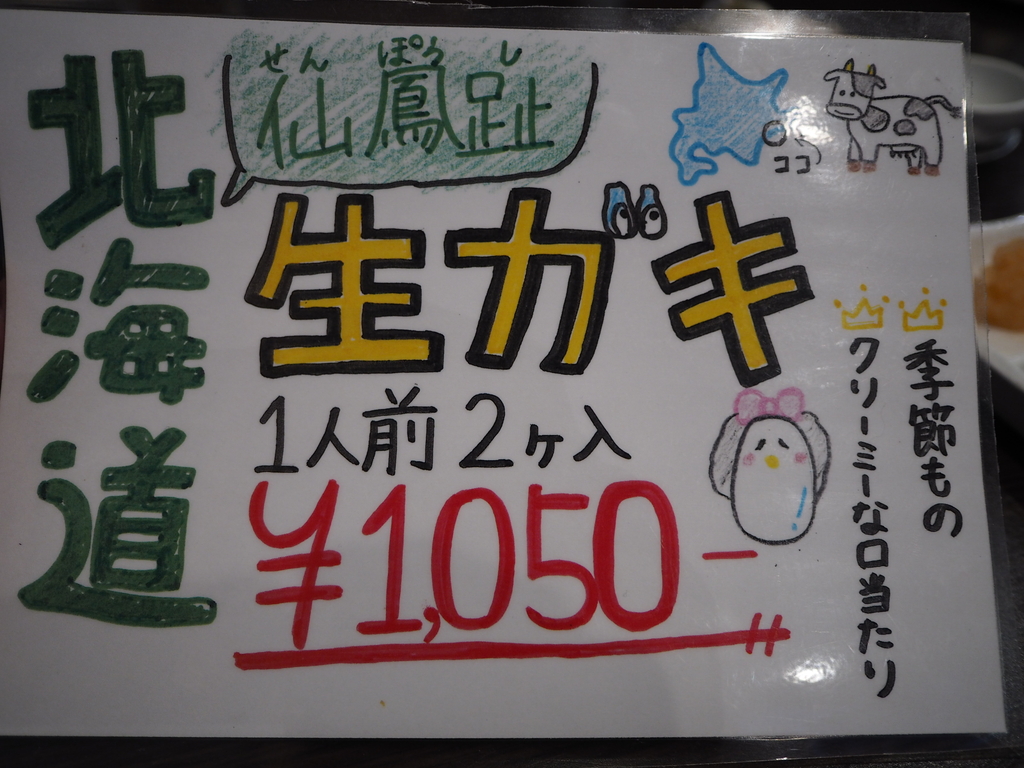 北海道
せんぽうし
仙鳳趾
ココ
生ガキ
1人前 2ヶ入
¥1,050-
季節もの
クリーミーな口当たり